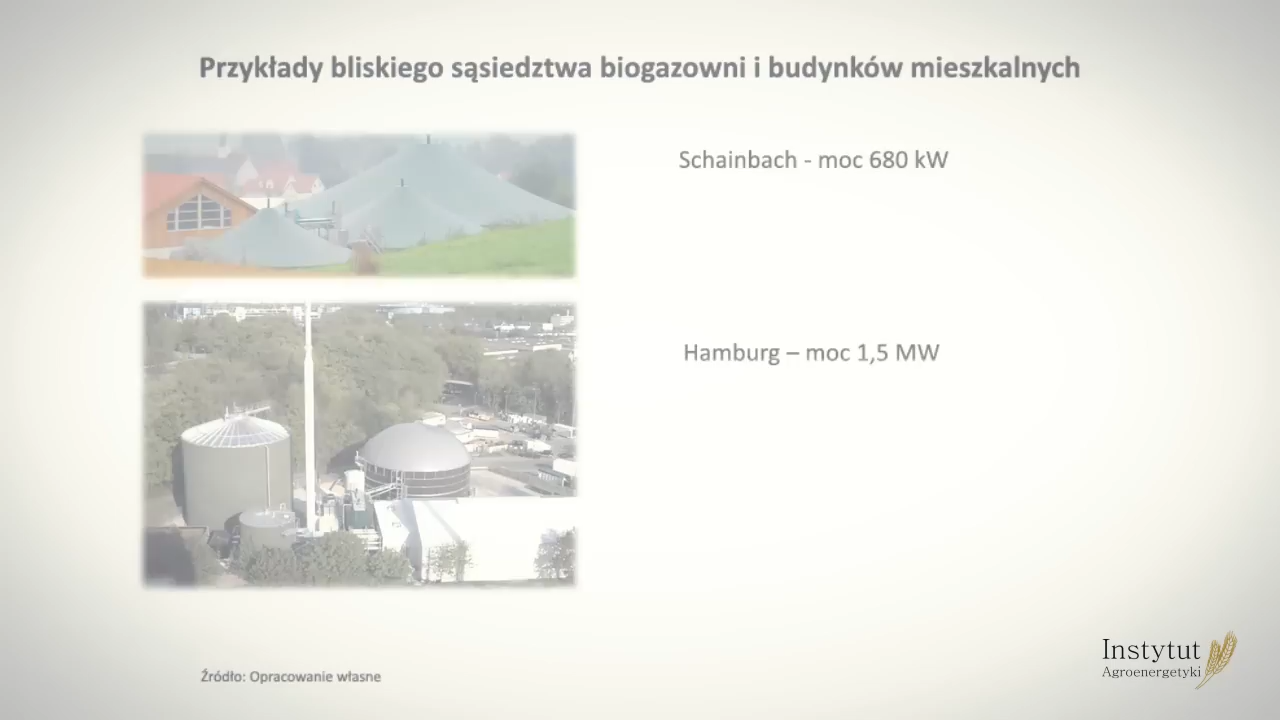 Przykłady bliskiego sąsiedztwa biogazowni i budynków mieszkalnych
Schainbach - moc 680 kW
Hamburg – moc 1,5 MW
Źródło: Opracowanie własne
Instytut
Agroenergetyki